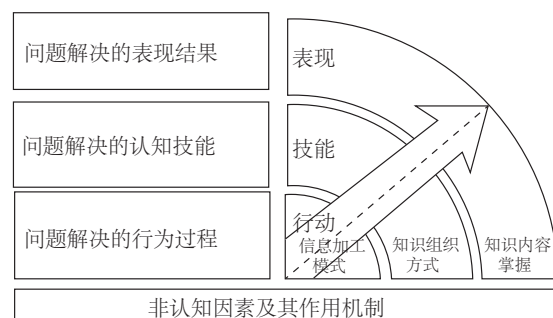 问题解决的表现结果
表现
问题解决的认知技能
技能
问题解决的行为过程
行动
信息加工
模式
知识组织
方式
知识内容
掌握
非认知因素及其作用机制